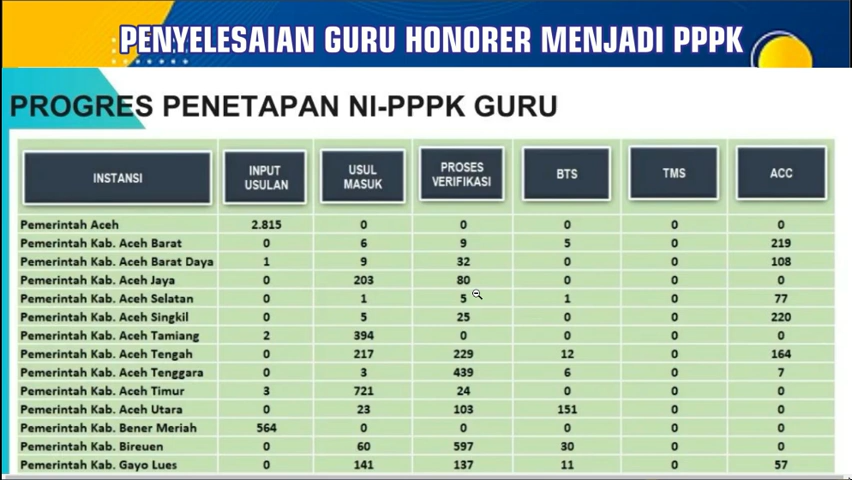 PENYELESAIAN GURU HONORER MENJADI PPPK
PROGRES PENETAPAN NI-PPPK GURU
INSTANSI INPUT USULAN USUL MASUK PROSES VERIFIKASI BTS TMS ACC
Pemerintah Aceh 2.815 0 0 0 0 0
Pemerintah Kab. Aceh Barat 0 6 9 5 0 219
Pemerintah Kab. Aceh Barat Daya 1 9 32 0 0 108
Pemerintah Kab. Aceh Jaya 0 203 80 0 0 0
Pemerintah Kab. Aceh Selatan 0 1 5 1 0 77
Pemerintah Kab. Aceh Singkil 0 5 25 0 0 220
Pemerintah Kab. Aceh Tamiang 2 394 0 0 0 0
Pemerintah Kab. Aceh Tengah 0 217 229 12 0 164
Pemerintah Kab. Aceh Tenggara 0 3 439 6 0 7
Pemerintah Kab. Aceh Timur 3 721 24 0 0 0
Pemerintah Kab. Aceh Utara 0 23 103 151 0 0
Pemerintah Kab. Bener Meriah 564 0 0 0 0 0
Pemerintah Kab. Bireuen 0 60 597 30 0 0
Pemerintah Kab. Gayo Lues 0 141 137 11 0 57